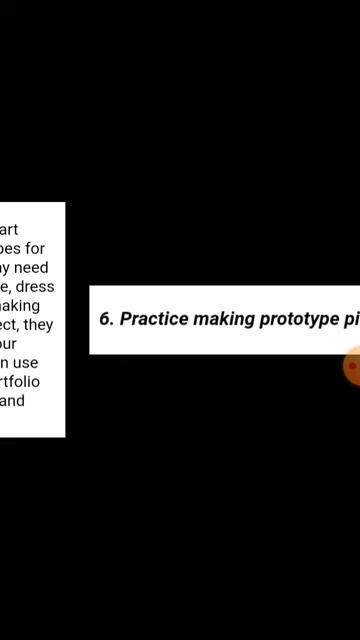 art
pes for
y need
e, dress
naking
ect, they
our
n use
rtfolio
and
6. Practice making prototype pi